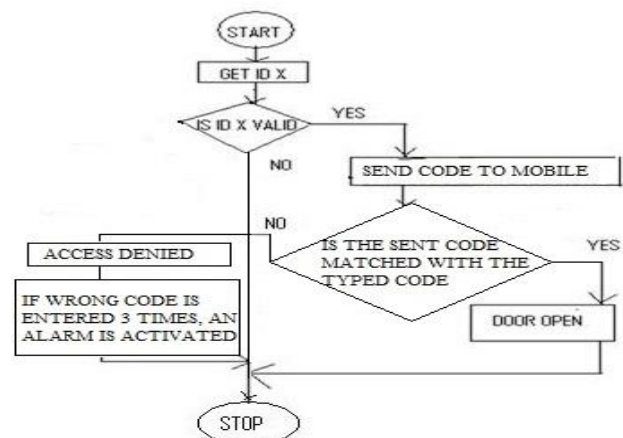 START
GET ID X
IS ID X VALID
YES
NO
SEND CODE TO MOBILE
NO
IS THE SENT CODE
MATCHED WITH THE
TYPED CODE
YES
ACCESS DENIED
IF WRONG CODE IS
ENTERED 3 TIMES, AN
ALARM IS ACTIVATED
DOOR OPEN
STOP